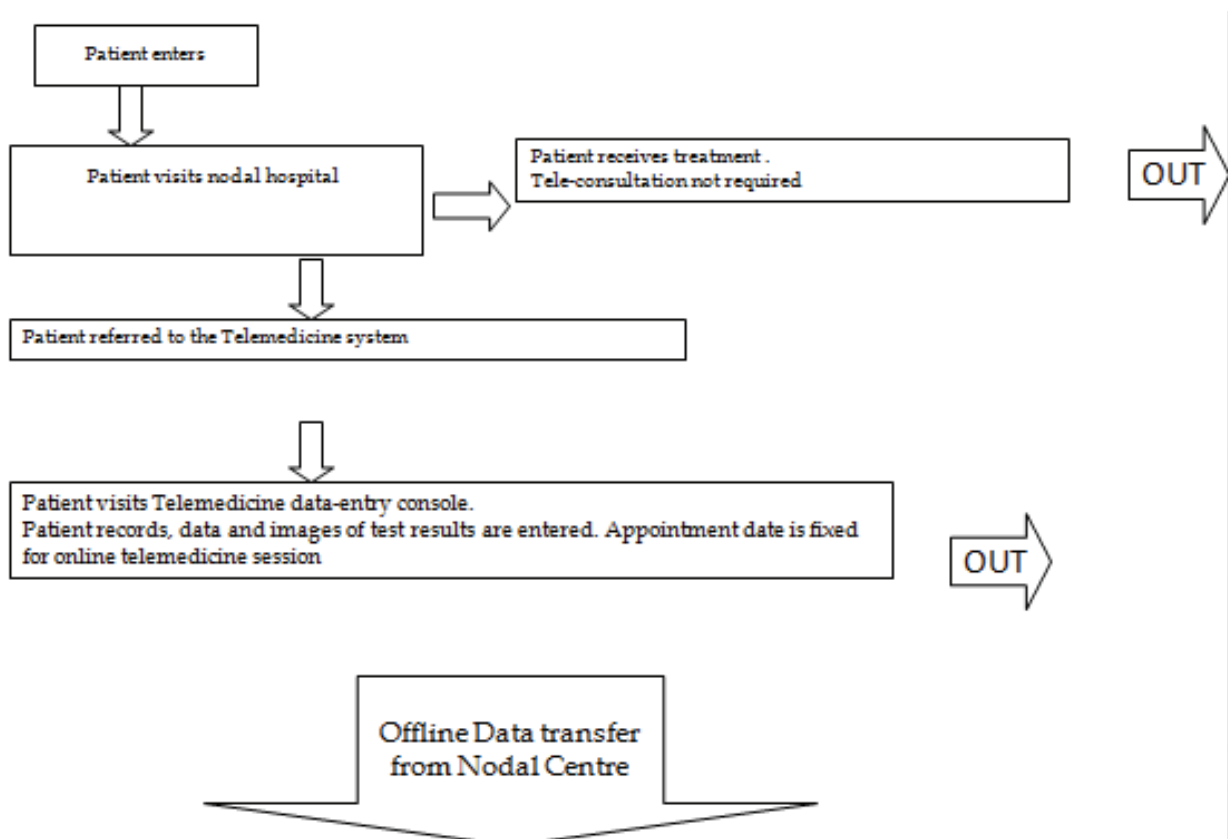 Patient enters
Patient visits nodal hospital
Patient receives treatment .
Tele-consultation not required
OUT
Patient referred to the Telemedicine system
Patient visits Telemedicine data-entry console.
Patient records, data and images of test results are entered. Appointment date is fixed
for online telemedicine session
OUT
Offline Data transfer
from Nodal Centre